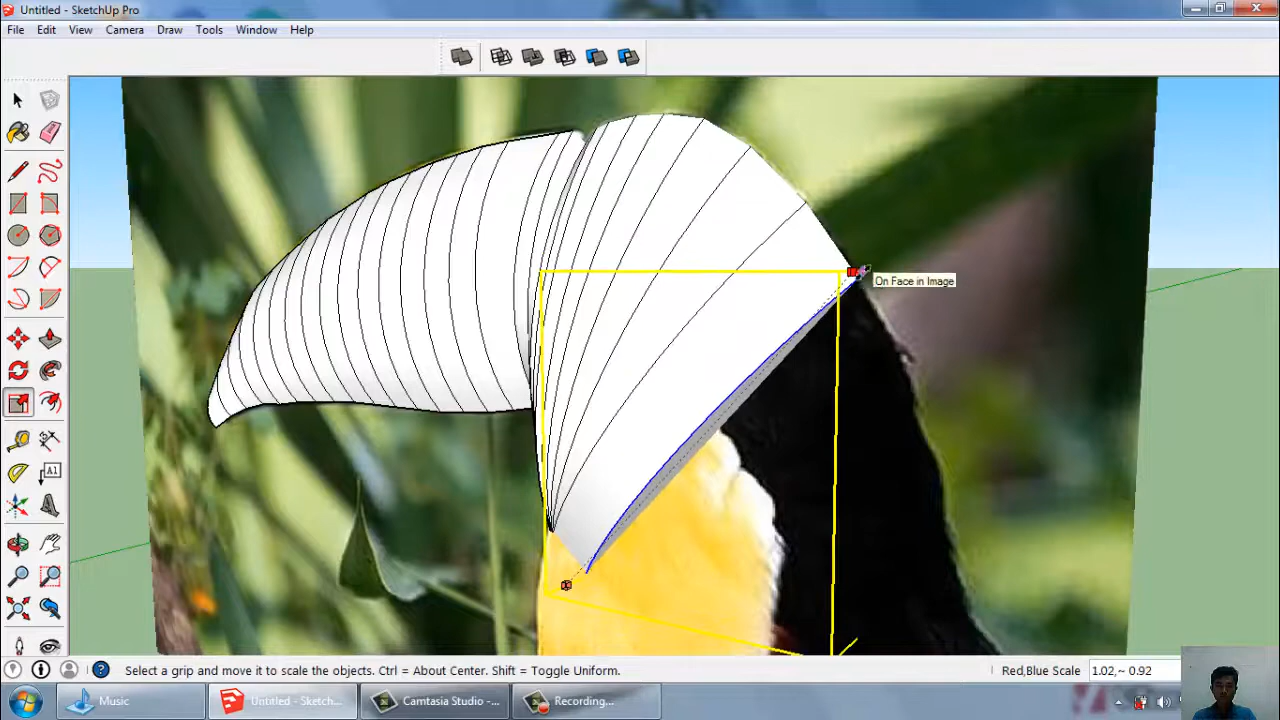 Untitled - SketchUp Pro
File Edit View Camera Draw Tools Window Help
On Face in Image
A1
Select a grip and move it to scale the objects. Ctrl = About Center. Shift = Toggle Uniform.
Red,Blue Scale 1.02,~ 0.92
Music
Untitled - Sketch...
Camtasia Studio -...
Recording...